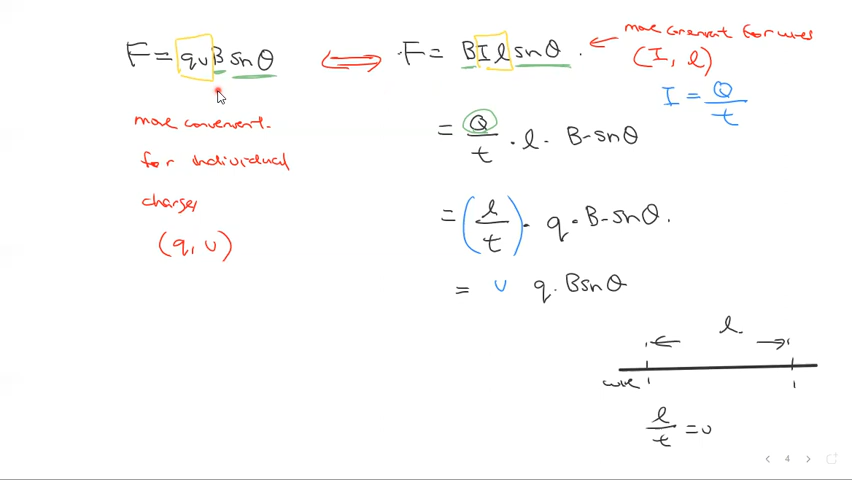 F = qvB sinθ ⟺ F = BIl sinθ.
← more convenient for wires
(I, l)
I = Q/t
more convenient.
for individual
charges
(q, v)
= Q/t · l · B · sinθ
= (l/t) · q · B · sinθ.
= v q · B sinθ
l
wire
l/t = v
4